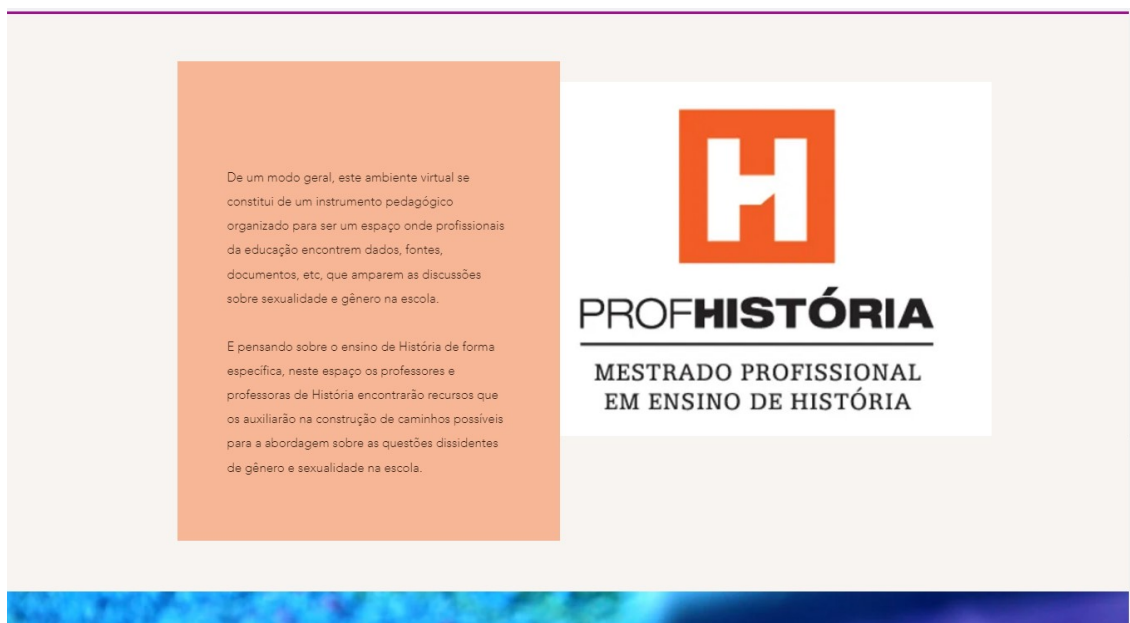 De um modo geral, este ambiente virtual se
constitui de um instrumento pedagógico
organizado para ser um espaço onde profissionais
da educação encontrem dados, fontes,
documentos, etc, que amparem as discussões
sobre sexualidade e gênero na escola.
E pensando sobre o ensino de História de forma
específica, neste espaço os professores e
professoras de História encontrarão recursos que
os auxiliarão na construção de caminhos possíveis
para a abordagem sobre as questões dissidentes
de gênero e sexualidade na escola.
H
PROFHISTÓRIA
MESTRADO PROFISSIONAL
EM ENSINO DE HISTÓRIA